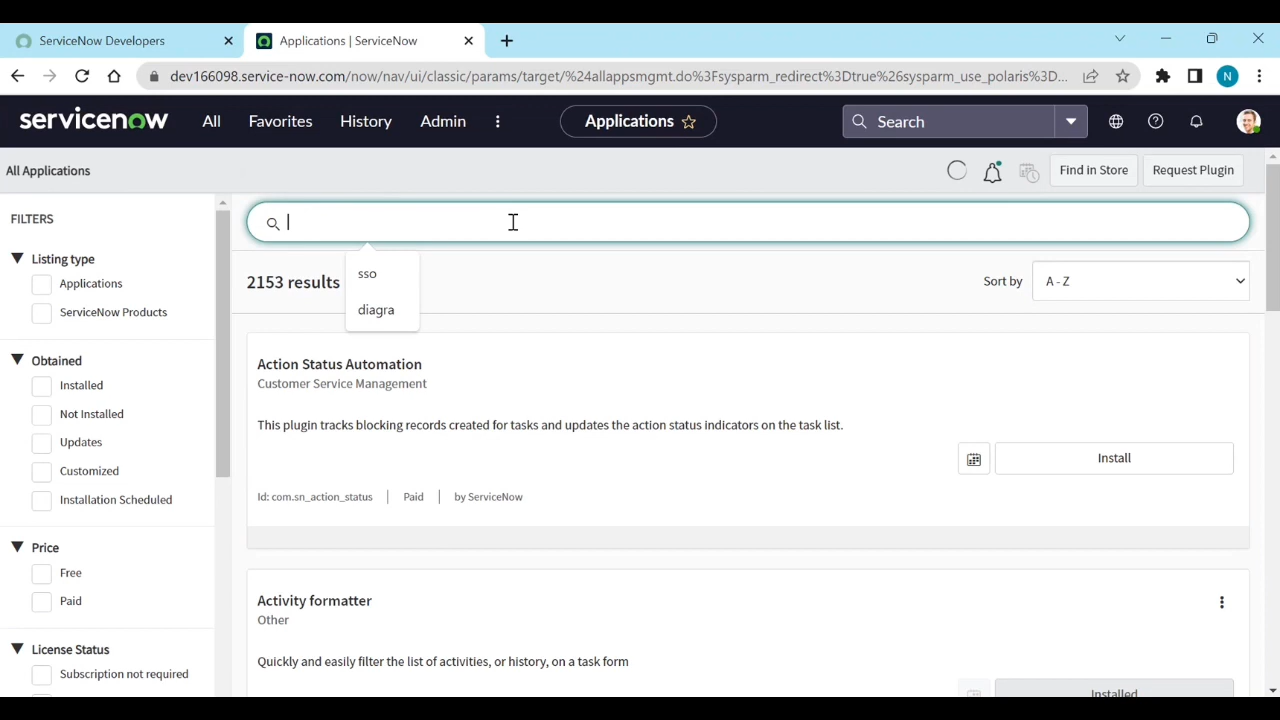 ServiceNow Developers
Applications | ServiceNow
dev166098.service-now.com/now/nav/ui/classic/params/target/%24allappsmgmt.do%3Fsysparm_redirect%3Dtrue%26sysparm_use_polaris%3D...
N
servicenow
All
Favorites
History
Admin
Applications
Search
All Applications
Find in Store
Request Plugin
FILTERS
Listing type
Applications
ServiceNow Products
Obtained
Installed
Not Installed
Updates
Customized
Installation Scheduled
Price
Free
Paid
License Status
Subscription not required
sso
diagra
2153 results
Sort by
A - Z
Action Status Automation
Customer Service Management
This plugin tracks blocking records created for tasks and updates the action status indicators on the task list.
Install
Id: com.sn_action_status | Paid | by ServiceNow
Activity formatter
Other
Quickly and easily filter the list of activities, or history, on a task form
Installed